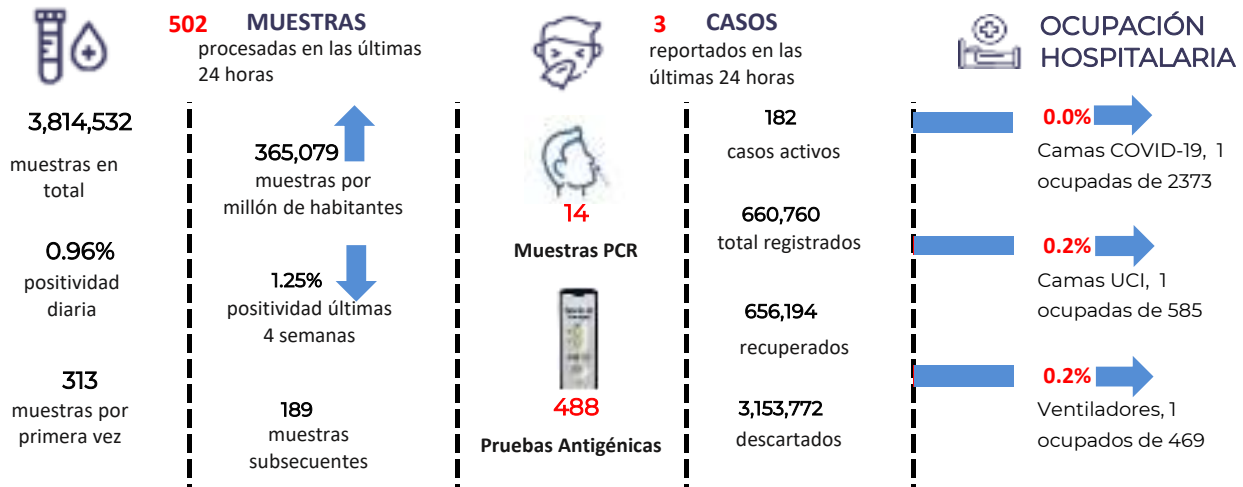 502 MUESTRAS
procesadas en las últimas
24 horas
3 CASOS
reportados en las
últimas 24 horas
OCUPACIÓN
HOSPITALARIA
3,814,532
muestras en
total
0.96%
positividad
diaria
313
muestras por
primera vez
365,079
muestras por
millón de habitantes
1.25%
positividad últimas
4 semanas
189
muestras
subsecuentes
14
Muestras PCR
488
Pruebas Antigénicas
182
casos activos
660,760
total registrados
656,194
recuperados
3,153,772
descartados
0.0%
Camas COVID-19, 1
ocupadas de 2373
0.2%
Camas UCI, 1
ocupadas de 585
0.2%
Ventiladores, 1
ocupados de 469